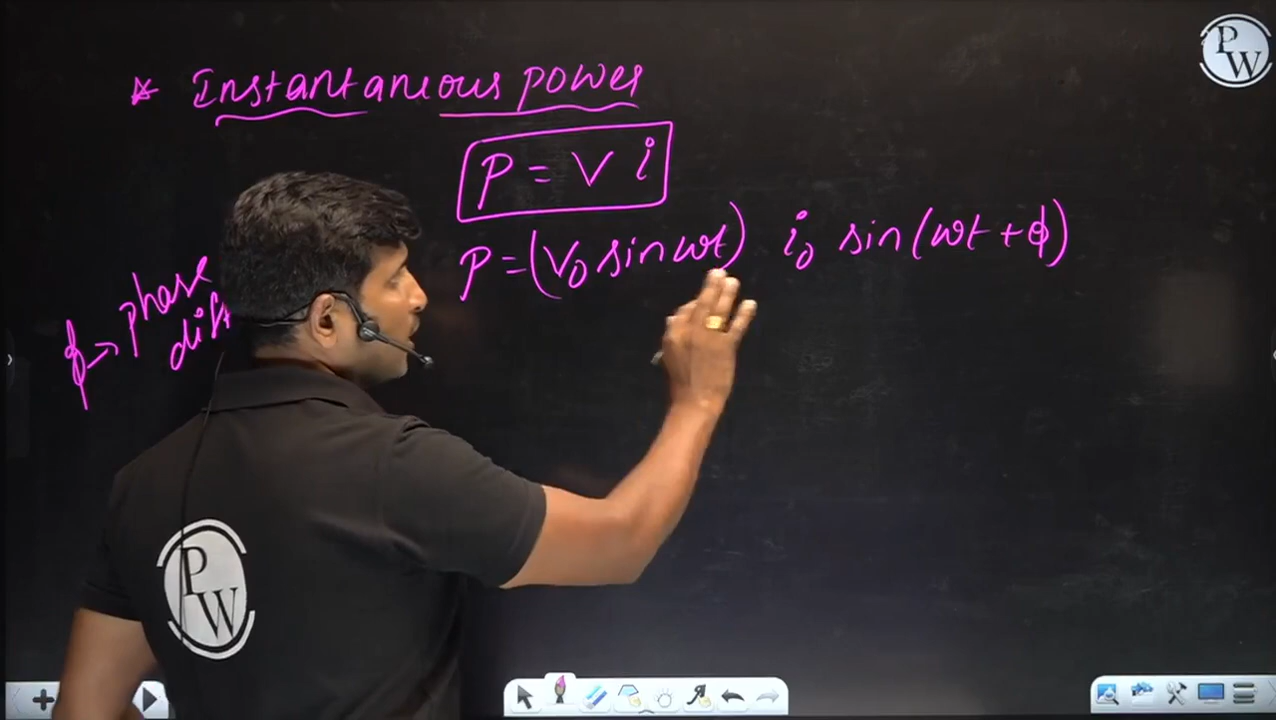 * Instantaneous power
P = V i
P = (V₀ sin ωt) i₀ sin (ωt + ϕ)
ϕ → phase
PW
PW